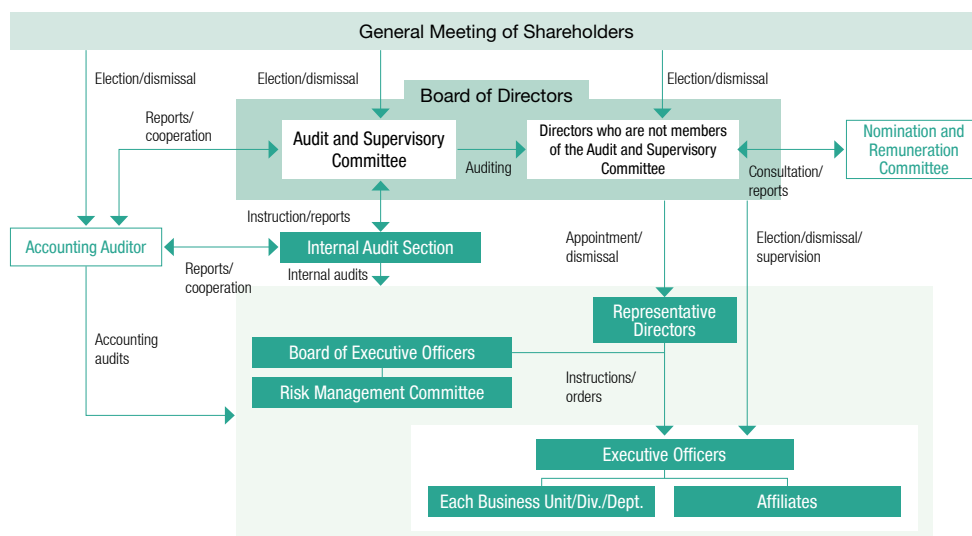 General Meeting of Shareholders
Election/dismissal
Election/dismissal
Election/dismissal
Board of Directors
Reports/
cooperation
Audit and Supervisory
Committee
Auditing
Directors who are not members
of the Audit and Supervisory
Committee
Nomination and
Remuneration
Committee
Consultation/
reports
Instruction/reports
Accounting Auditor
Reports/
cooperation
Internal Audit Section
Internal audits
Appointment/
dismissal
Election/dismissal/
supervision
Representative
Directors
Accounting
audits
Board of Executive Officers
Risk Management Committee
Instructions/
orders
Executive Officers
Each Business Unit/Div./Dept.
Affiliates